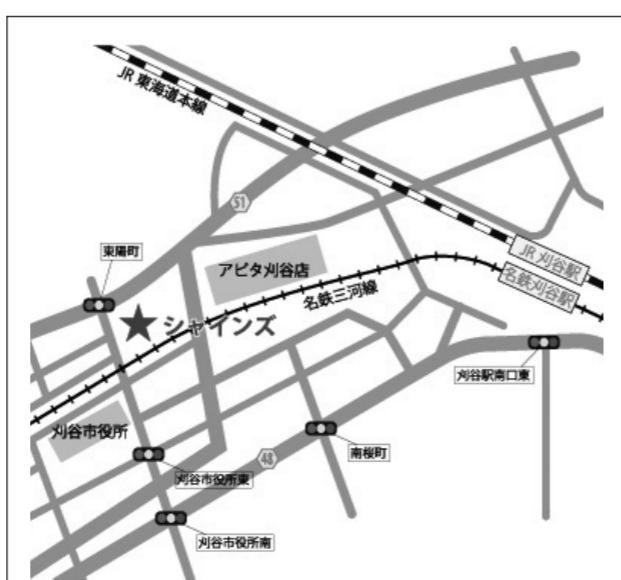 JR 東海道本線
51
東陽町
アピタ刈谷店
JR 刈谷駅
名鉄刈谷駅
名鉄三河線
シャインズ
刈谷駅南口東
刈谷市役所
南桜町
48
刈谷市役所東
刈谷市役所南